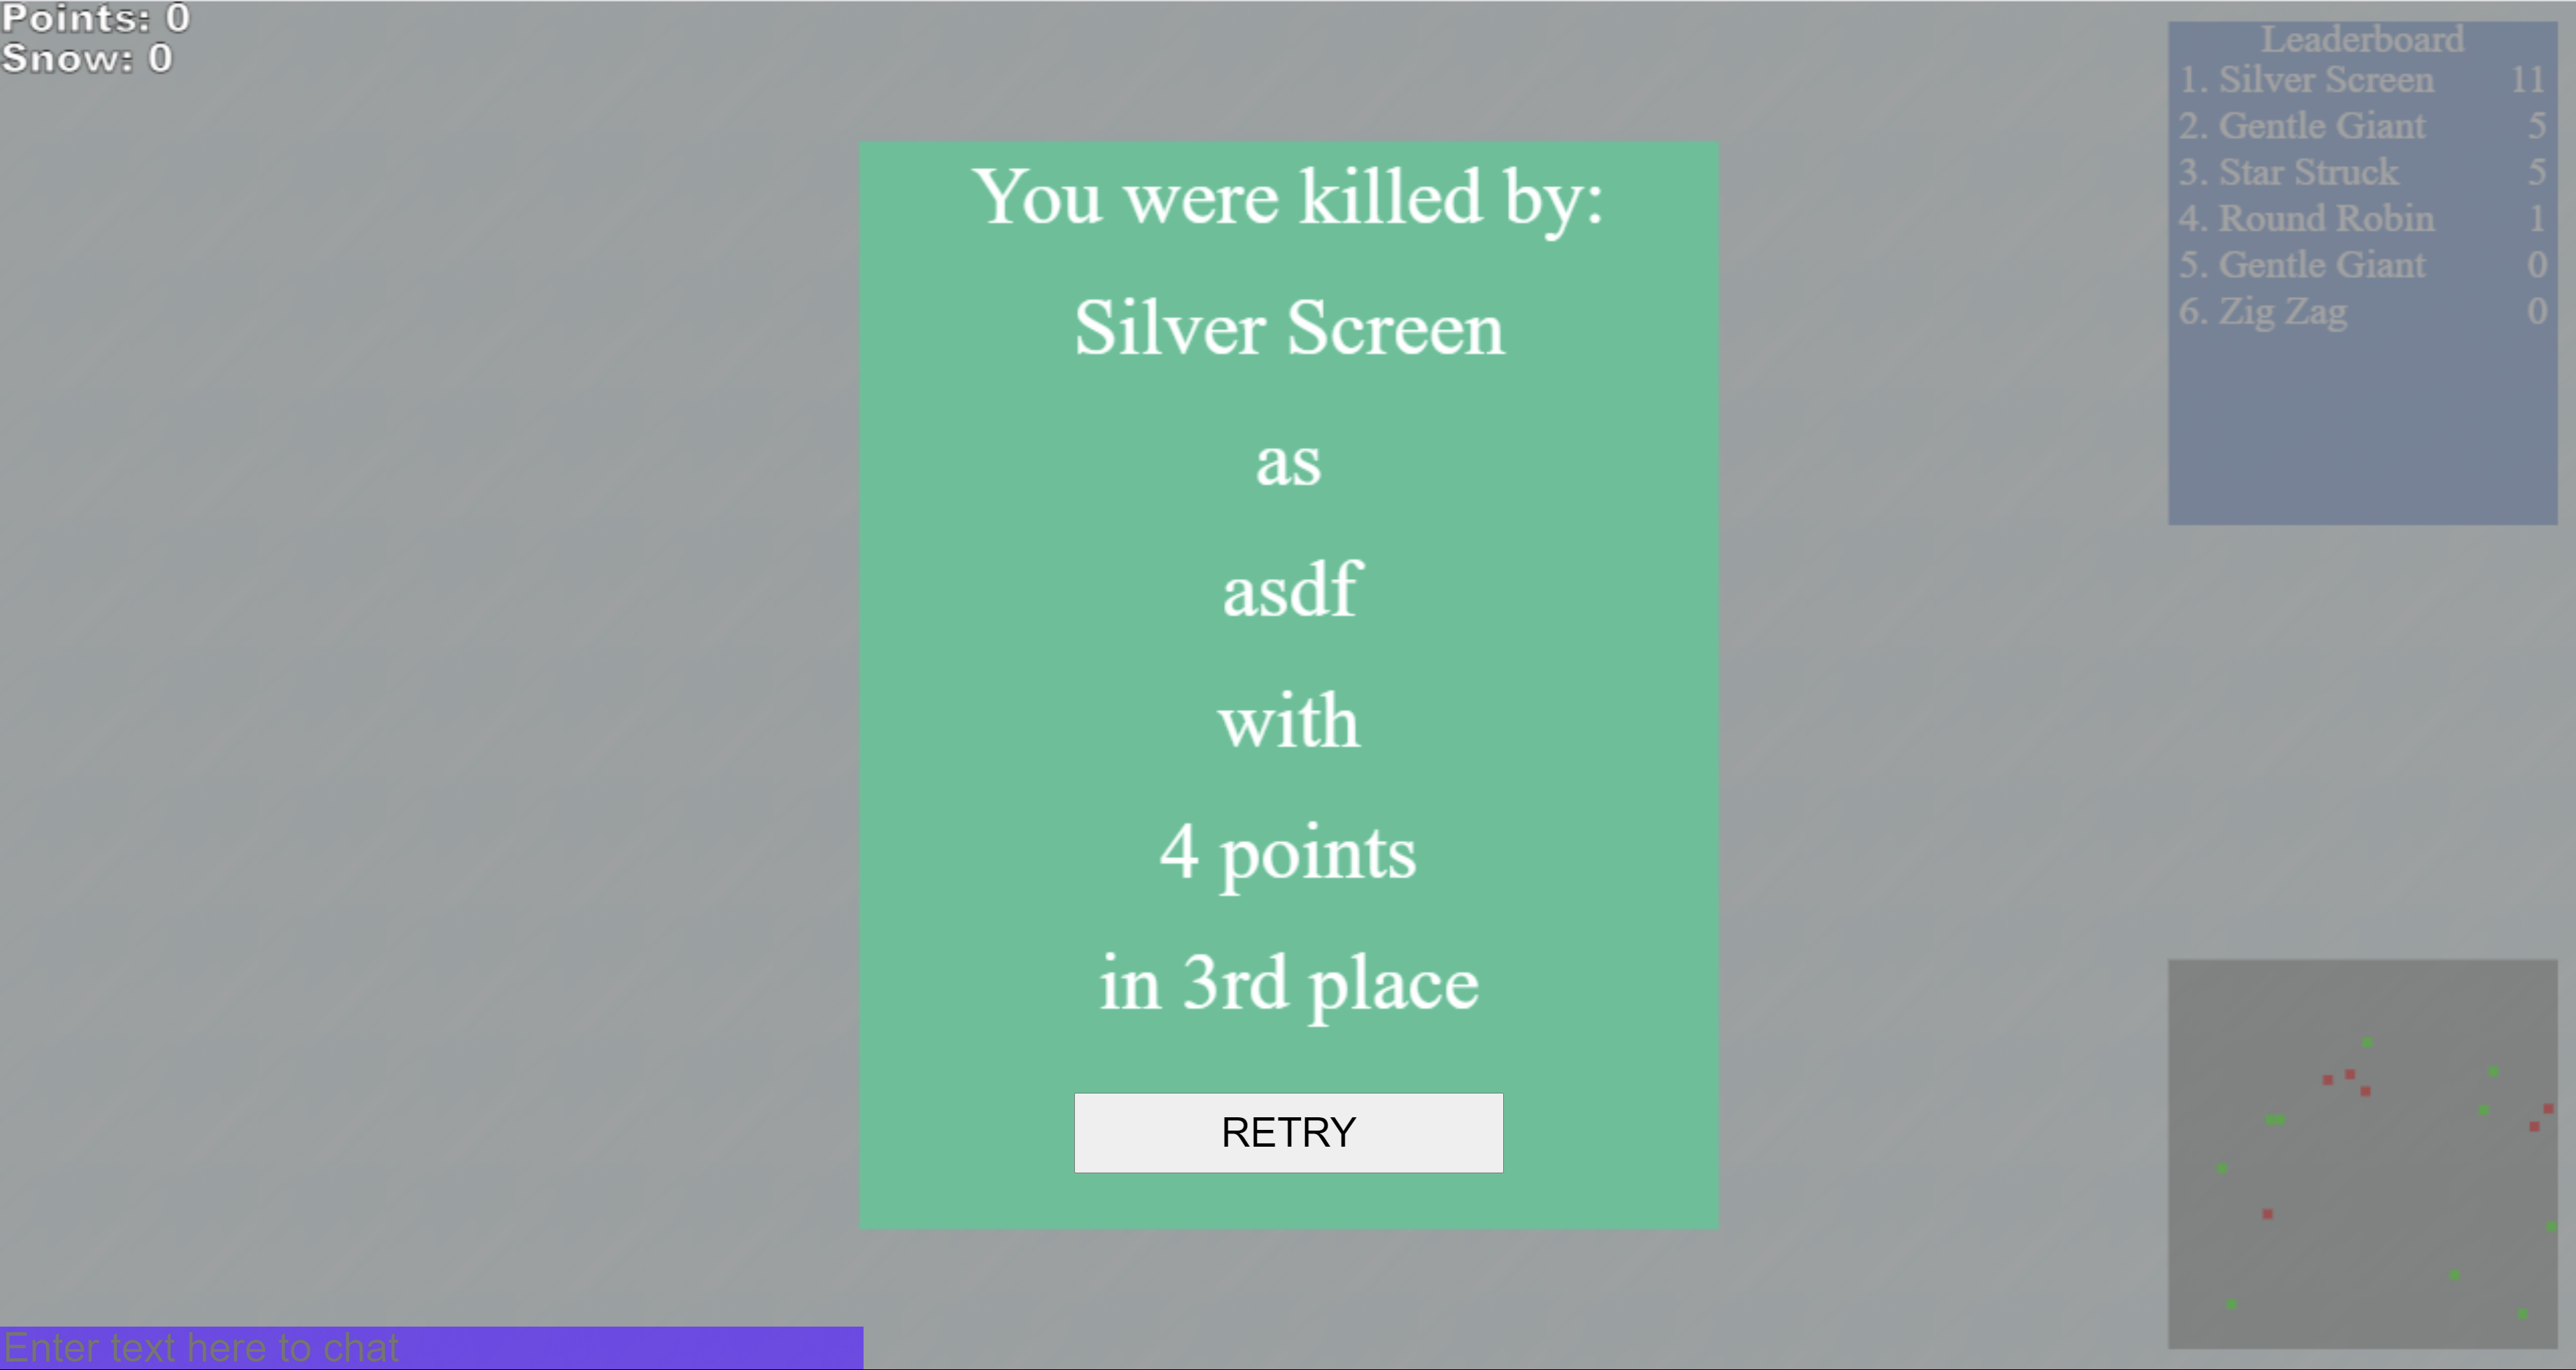 Points: 0
Snow: 0
You were killed by:
Silver Screen
as
asdf
with
4 points
in 3rd place
RETRY
Leaderboard
1. Silver Screen 11
2. Gentle Giant 5
3. Star Struck 5
4. Round Robin 1
5. Gentle Giant 0
6. Zig Zag 0
Enter text here to chat